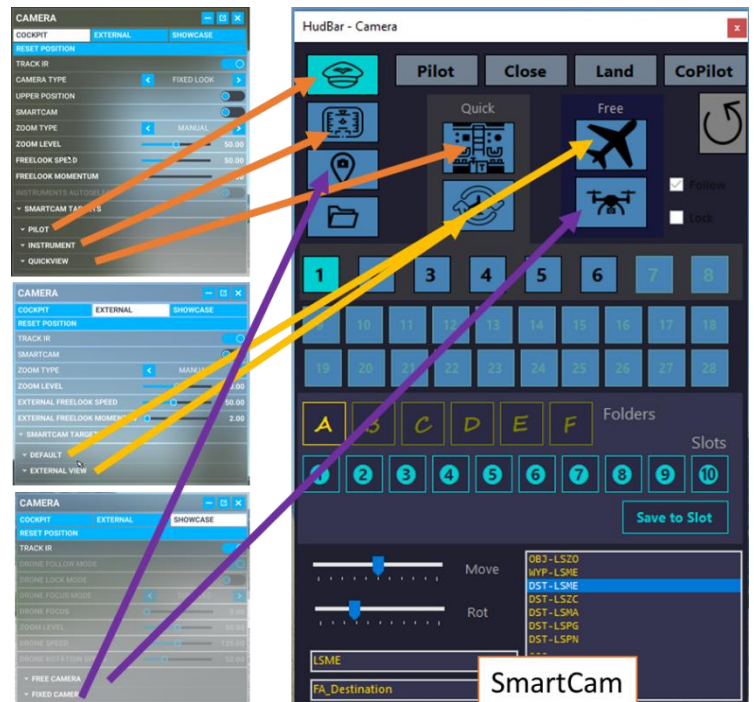 CAMERA
COCKPIT EXTERNAL SHOWCASE
RESET POSITION
TRACK IR
CAMERA TYPE FIXED LOOK
UPPER POSITION
SMARTCAM
ZOOM TYPE MANUAL
ZOOM LEVEL 50.00
FREELOOK SPEED 50.00
FREELOOK MOMENTUM
INSTRUMENTS
SMARTCAM TARGETS
PILOT
INSTRUMENT
QUICKVIEW
CAMERA
COCKPIT EXTERNAL SHOWCASE
RESET POSITION
TRACK IR
SMARTCAM
ZOOM TYPE
ZOOM LEVEL
EXTERNAL FREELOOK SPEED 50.00
EXTERNAL FREELOOK 2.00
SMARTCAM
DEFAULT
EXTERNAL VIEW
CAMERA
COCKPIT EXTERNAL SHOWCASE
RESET POSITION
TRACK IR
DRONE FOLLOW MODE
DRONE LOCK MODE
DRONE FOCUS MODE
DRONE FOCUS
ZOOM LEVEL
DRONE SPEED
DRONE ROTATION
FREE CAMERA
FIXED
HudBar - Camera x
Pilot Close Land CoPilot
Quick Free
Follow
Lock
1 3 4 5 6 7 8
10 11 12 13 14 15 16 17 18
19 20 21 22 23 24 25 26 27 28
A B C D E F Folders
Slots
1 2 3 4 5 6 7 8 9 10
Save to Slot
Move
Rot
OBJ-LSZO
WYP-LSME
DST-LSME
DST-LSZC
DST-LSMA
DST-LSPG
DST-LSPN
LSME
FA_Destination
SmartCam